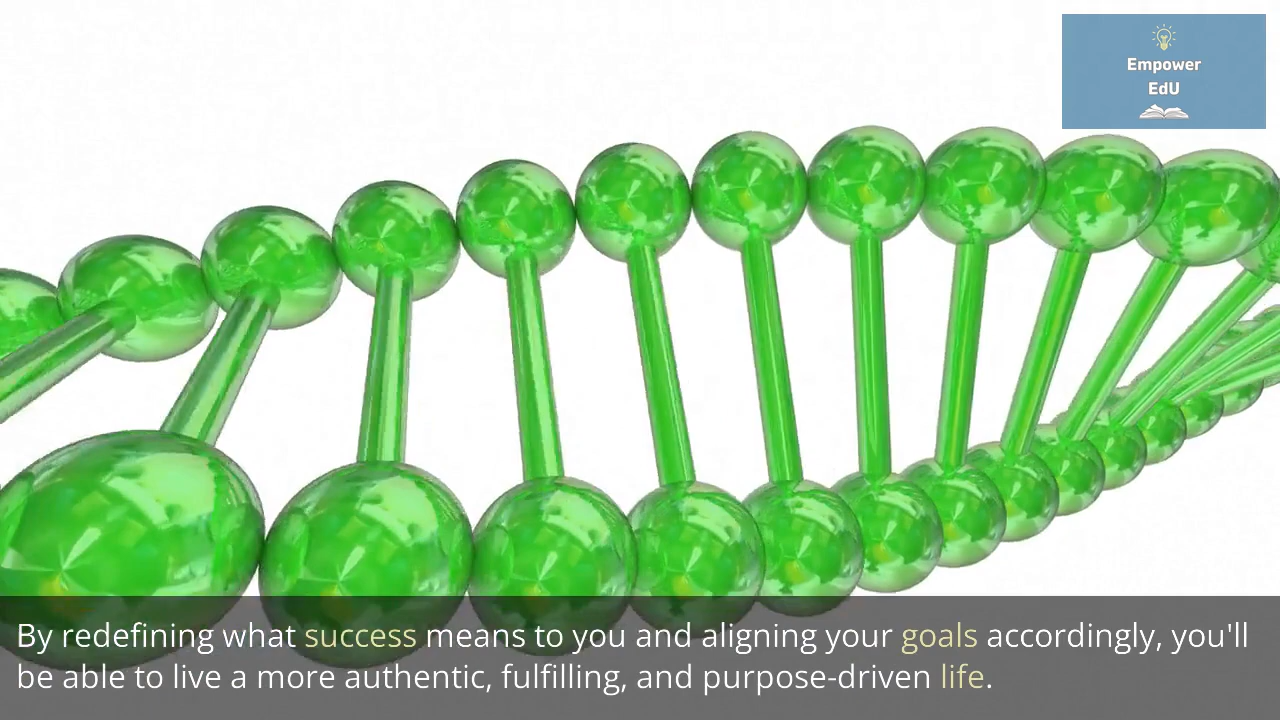 Empower
EdU
By redefining what success means to you and aligning your goals accordingly, you'll
be able to live a more authentic, fulfilling, and purpose-driven life.